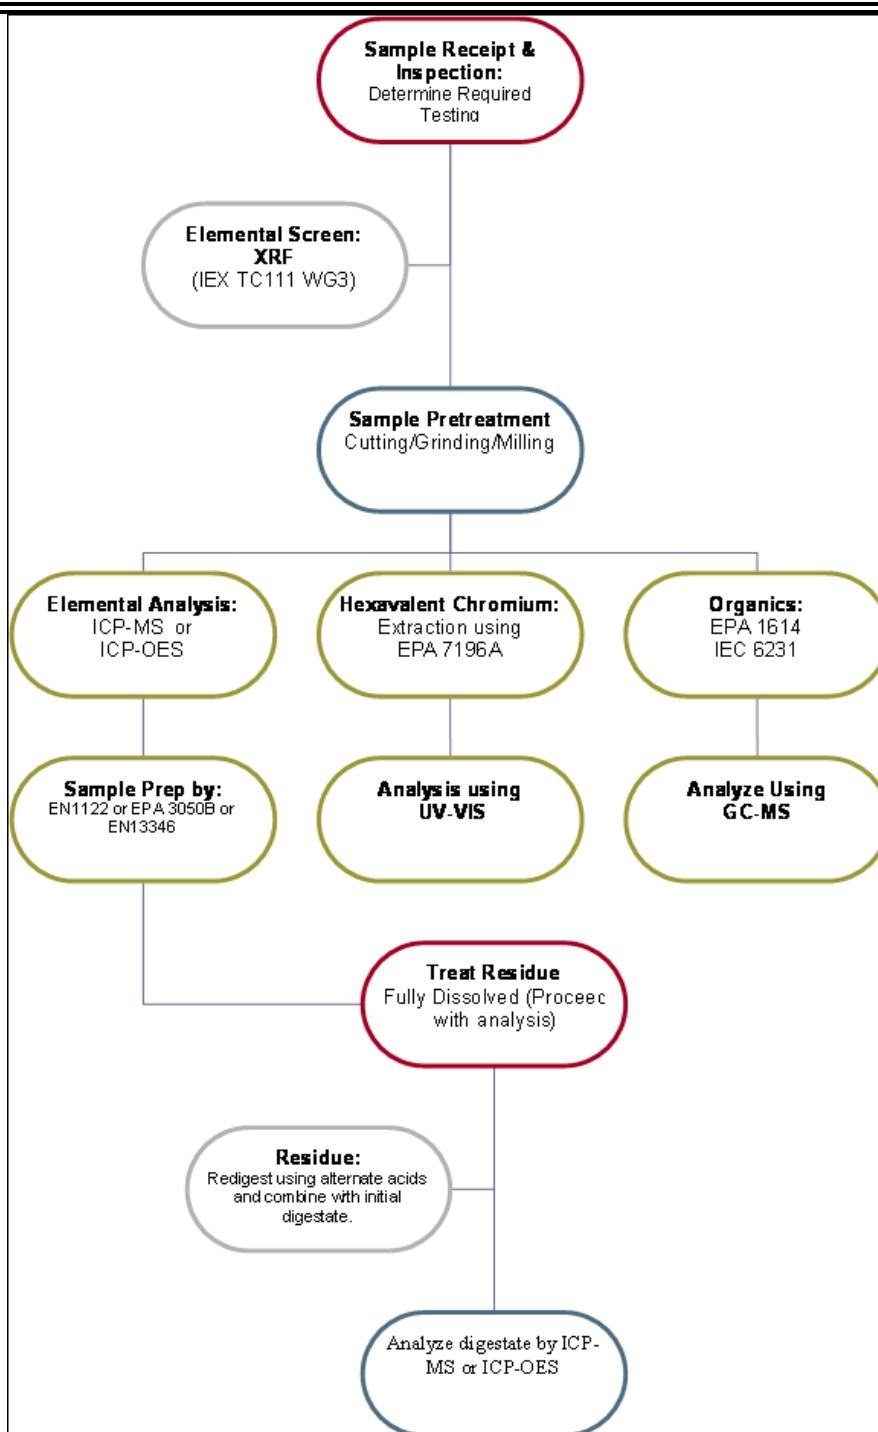 Sample Receipt &
Inspection:
Determine Required
Testing
Elemental Screen:
XRF
(IEX TC111 WG3)
Sample Pretreatment
Cutting/Grinding/Milling
Elemental Analysis:
ICP-MS or
ICP-OES
Hexavalent Chromium:
Extraction using
EPA 7196A
Organics:
EPA 1614
IEC 6231
Sample Prep by:
EN1122 or EPA 3050B or
EN13346
Analysis using
UV-VIS
Analyze Using
GC-MS
Treat Residue
Fully Dissolved (Proceed
with analysis)
Residue:
Redigest using alternate acids
and combine with initial
digestate.
Analyze digestate by ICP-
MS or ICP-OES